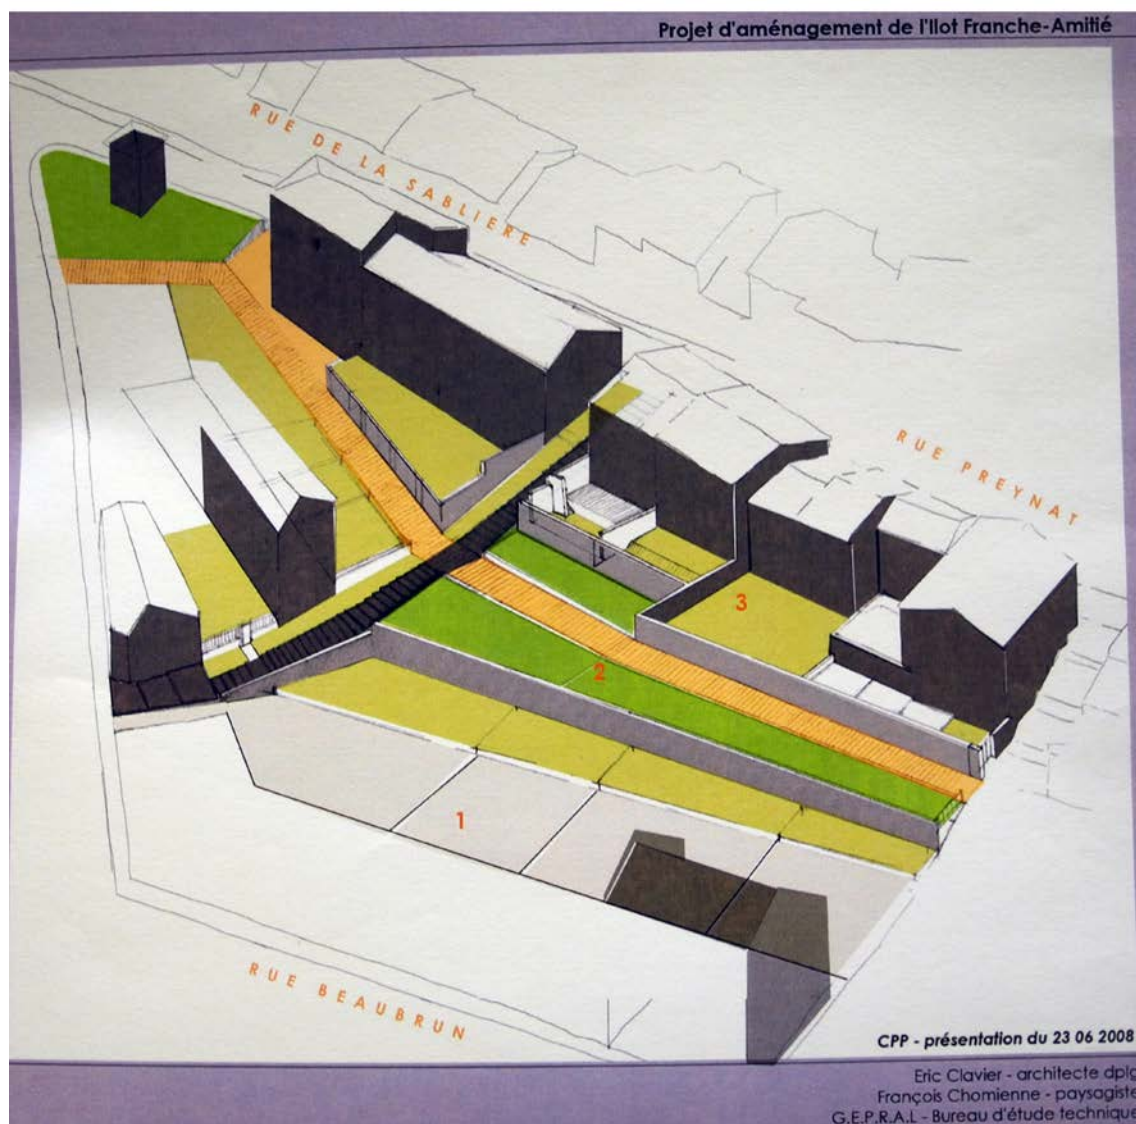 Projet d'aménagement de l'Ilot Franche-Amitié
RUE DE LA SABLIERE
RUE PREYNAT
3
2
1
RUE BEAUBRUN
CPP - présentation du 23 06 2008
Eric Clavier - architecte dplg
François Chomienne - paysagiste
G.E.P.R.A.L - Bureau d'étude technique